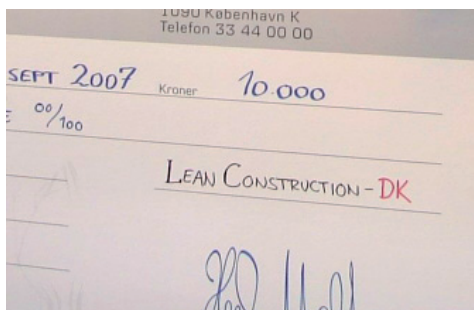 1090 København K
Telefon 33 44 00 00
SEPT 2007 Kroner 10.000
E 00/100
LEAN CONSTRUCTION-DK